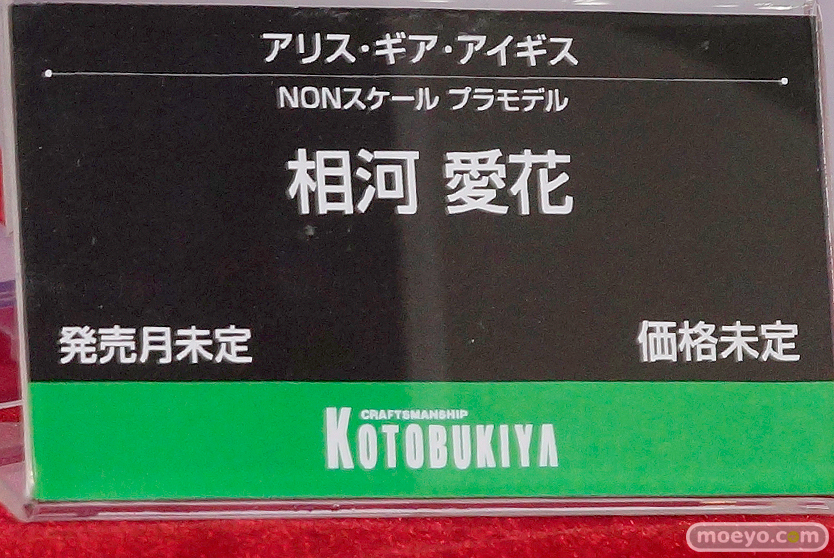 アリス・ギア・アイギス
NONスケール プラモデル
相河 愛花
発売月未定
価格未定
CRAFTSMANSHIP
KOTOBUKIYA
moeyo.com